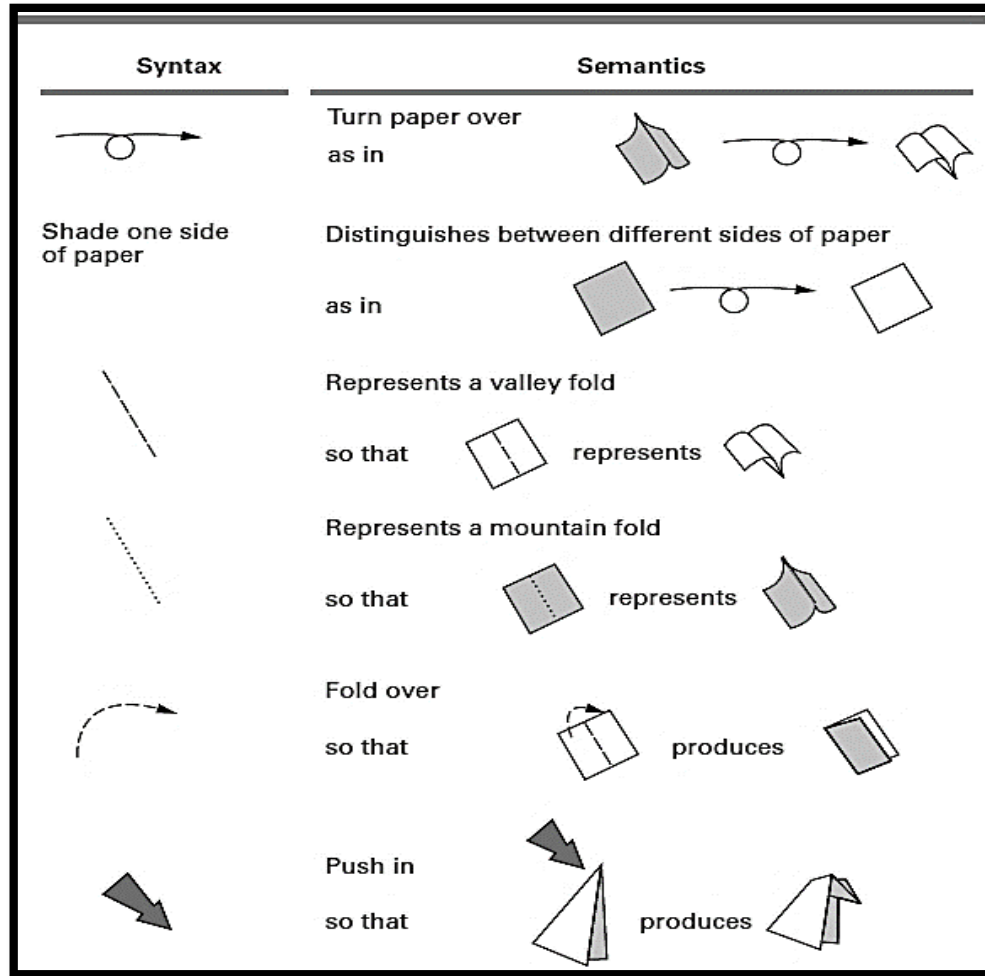 Syntax
Semantics
Turn paper over
as in
Shade one side
of paper
Distinguishes between different sides of paper
as in
Represents a valley fold
so that
represents
Represents a mountain fold
so that
represents
Fold over
so that
produces
Push in
so that
produces